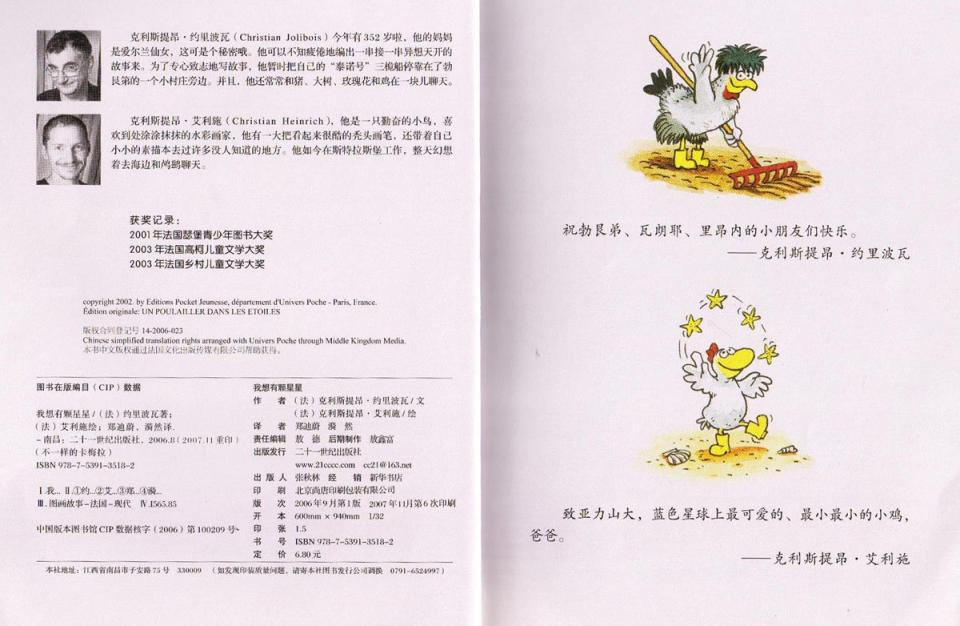 克利斯提昂·约里波瓦(Christian Jolibois)今年有352岁啦，他的妈妈
是爱尔兰仙女，这可是个秘密哦。他可以不知疲倦地编出一串接一串异想天开的
故事来。为了专心致志地写故事，他暂时把自己的“泰诺号”三桅船停靠在了勃
艮第的一个小村庄旁边。并且，他还常常和猪、大树、玫瑰花和鸡在一块儿聊天。
克利斯提昂·艾利施(Christian Heinrich)，他是一只勤奋的小鸟，喜
欢到处涂涂抹抹的水彩画家，他有一大把看起来很酷的秃头画笔，还带着自己
小小的素描本去过许多没人知道的地方。他如今在斯特拉斯堡工作，整天幻想
着去海边和鸬鹚聊天。
获奖记录：
2001年法国瑟堡青少年图书大奖
2003年法国高柯儿童文学大奖
2003年法国乡村儿童文学大奖
copyright 2002. by Editions Pocket Jeunesse, département d'Univers Poche - Paris, France.
Édition originale: UN POULAILLER DANS LES ETOILES
版权合同登记号 14-2006-023
Chinese simplified translation rights arranged with Univers Poche through Middle Kingdom Media.
本书中文版权通过法国文化出版传媒有限公司帮助获得。
图书在版编目(CIP)数据
我想有颗星星/(法)约里波瓦著；
(法)艾利施绘；郑迪蔚，漪然译.
-南昌：二十一世纪出版社，2006.8(2007.11重印)
(不一样的卡梅拉)
ISBN 978-7-5391-3518-2
Ⅰ.我… Ⅱ.①约…②艾…③郑…④漪…
Ⅲ.图画故事-法国-现代 Ⅳ.I565.85
中国版本图书馆CIP数据核字(2006)第100209号
我想有颗星星
作 者 (法)克利斯提昂·约里波瓦/文
(法)克利斯提昂·艾利施/绘
译 者 郑迪蔚 漪 然
责任编辑 敖 德 后期制作 敖鑫富
出版发行 二十一世纪出版社
www.21cccc.com cc21@163.net
出 版 人 张秋林 经 销 新华书店
印 刷 北京尚唐印刷包装有限公司
版 次 2006年9月第1版 2007年11月第6次印刷
开 本 600mm×940mm 1/32
印 张 1.5
书 号 ISBN 978-7-5391-3518-2
定 价 6.80元
本社地址：江西省南昌市子安路75号 330009 (如发现印装质量问题，请寄本社图书发行公司调换 0791-6524997)
祝勃艮弟、瓦朗耶、里昂内的小朋友们快乐。
——克利斯提昂·约里波瓦
致亚力山大，蓝色星球上最可爱的、最小最小的小鸡，
爸爸。
——克利斯提昂·艾利施